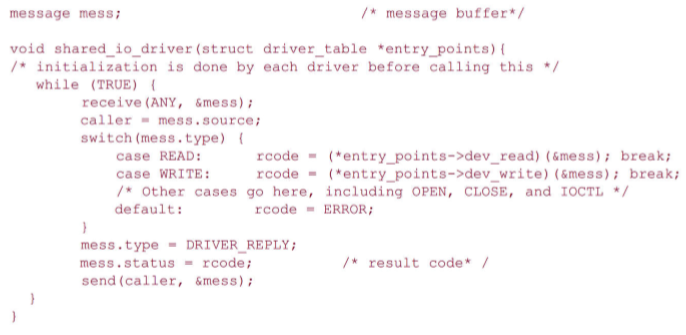 message mess; /* message buffer*/
void shared_io_driver(struct driver_table *entry_points){
/* initialization is done by each driver before calling this */
while (TRUE) {
receive(ANY, &mess);
caller = mess.source;
switch(mess.type) {
case READ: rcode = (*entry_points->dev_read)(&mess); break;
case WRITE: rcode = (*entry_points->dev_write)(&mess); break;
/* Other cases go here, including OPEN, CLOSE, and IOCTL */
default: rcode = ERROR;
}
mess.type = DRIVER_REPLY;
mess.status = rcode; /* result code* /
send(caller, &mess);
}
}